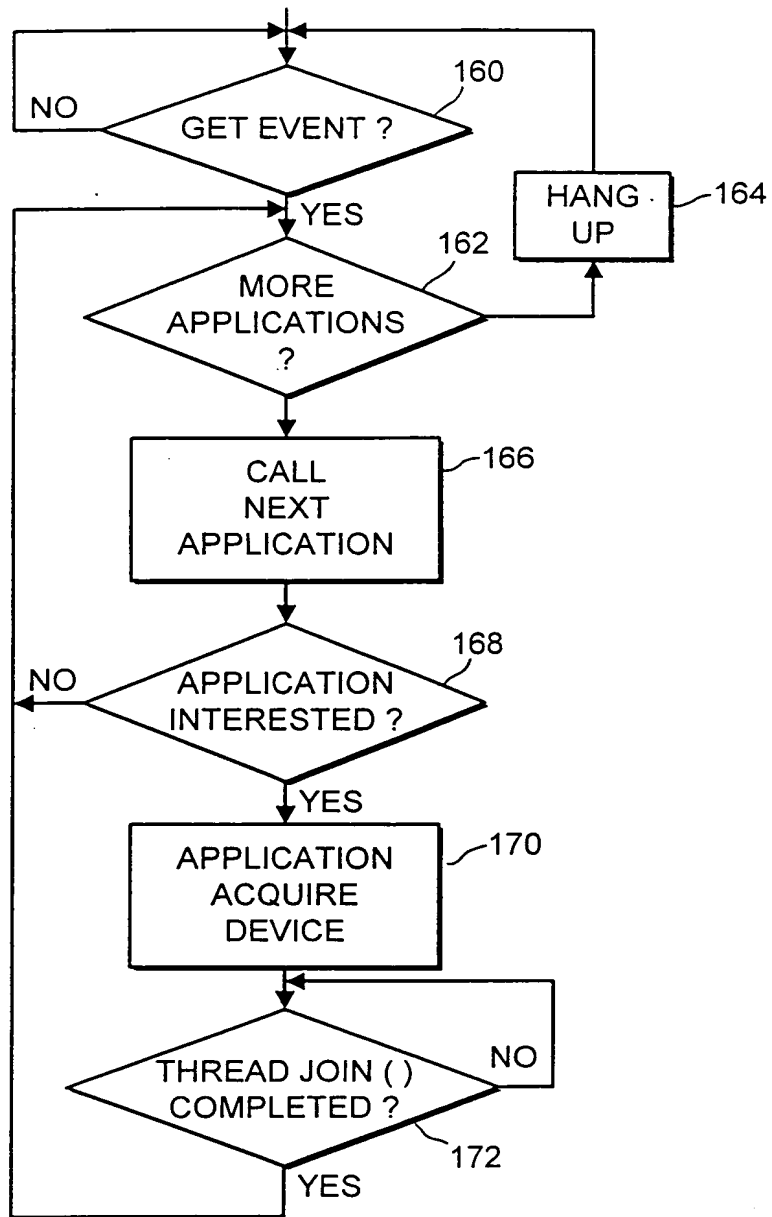 160
NO
GET EVENT ?
HANG
UP
164
YES
162
MORE
APPLICATIONS
?
CALL
NEXT
APPLICATION
166
168
NO
APPLICATION
INTERESTED ?
YES
APPLICATION
ACQUIRE
DEVICE
170
THREAD JOIN ( )
COMPLETED ?
NO
172
YES